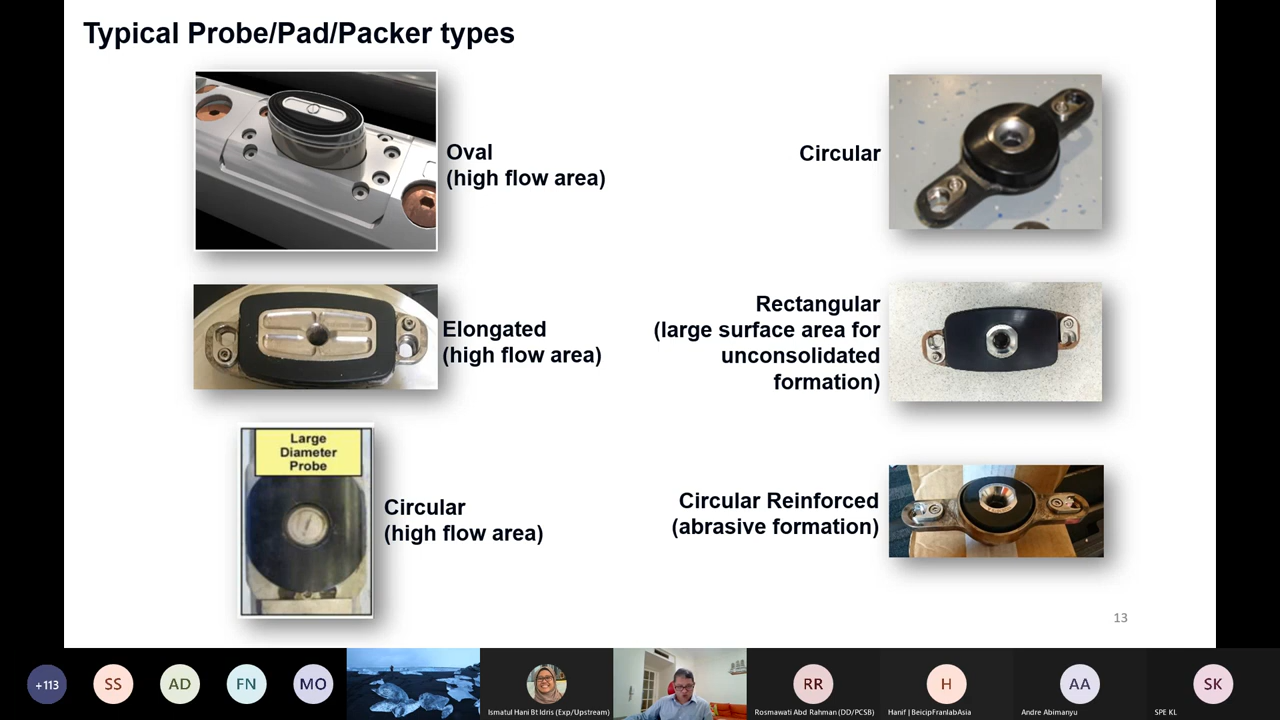 Typical Probe/Pad/Packer types
Oval
(high flow area)
Circular
Elongated
(high flow area)
Rectangular
(large surface area for
unconsolidated
formation)
Large
Diameter
Probe
Circular
(high flow area)
Circular Reinforced
(abrasive formation)
13
+113
SS
AD
FN
MO
Ismatul Hani Bt Idris (Exp/Upstream)
RR
Rosmawati Abd Rahman (DD/PCSB)
H
Hanif | BeicipFranlabAsia
AA
Andre Abimanyu
SK
SPE KL